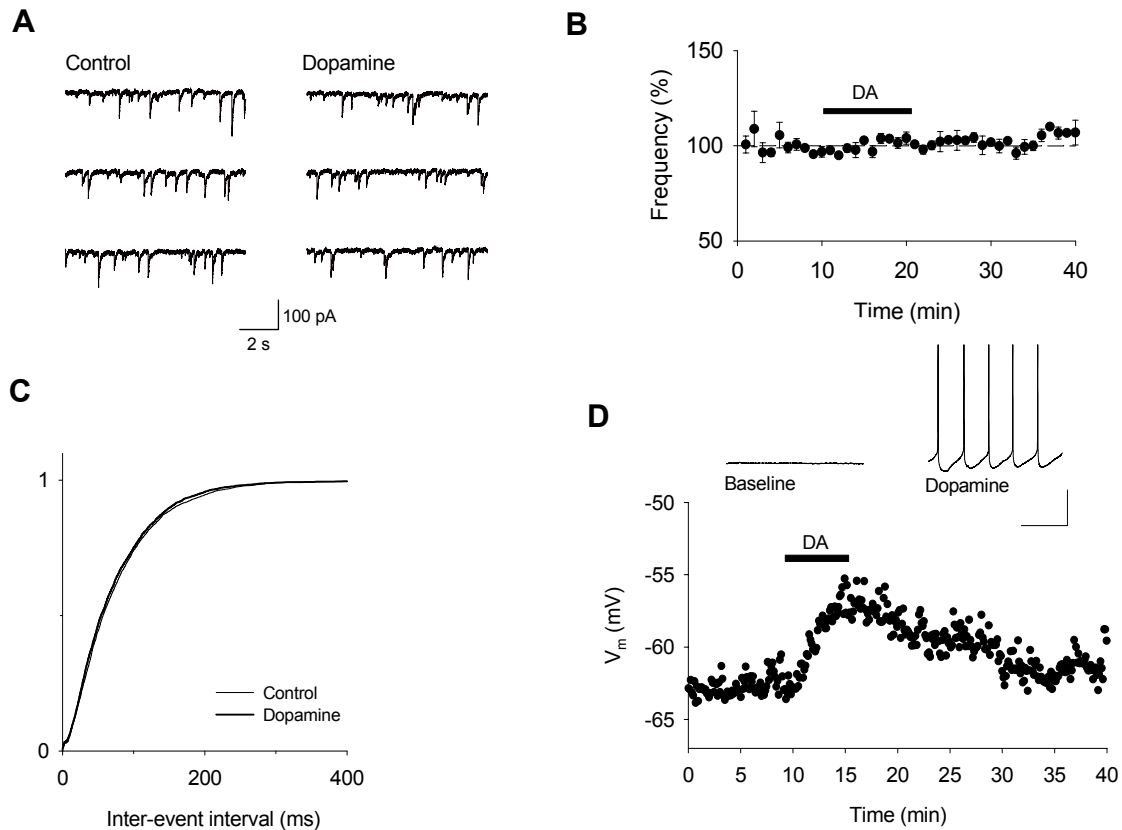 A
Control
Dopamine
100 pA
2 s
B
150
100
50
Frequency (%)
DA
0
10
20
30
40
Time (min)
C
1
0
Control
Dopamine
0
200
400
Inter-event interval (ms)
D
Baseline
Dopamine
-50
-55
-60
-65
Vm (mV)
DA
0
5
10
15
20
25
30
35
40
Time (min)